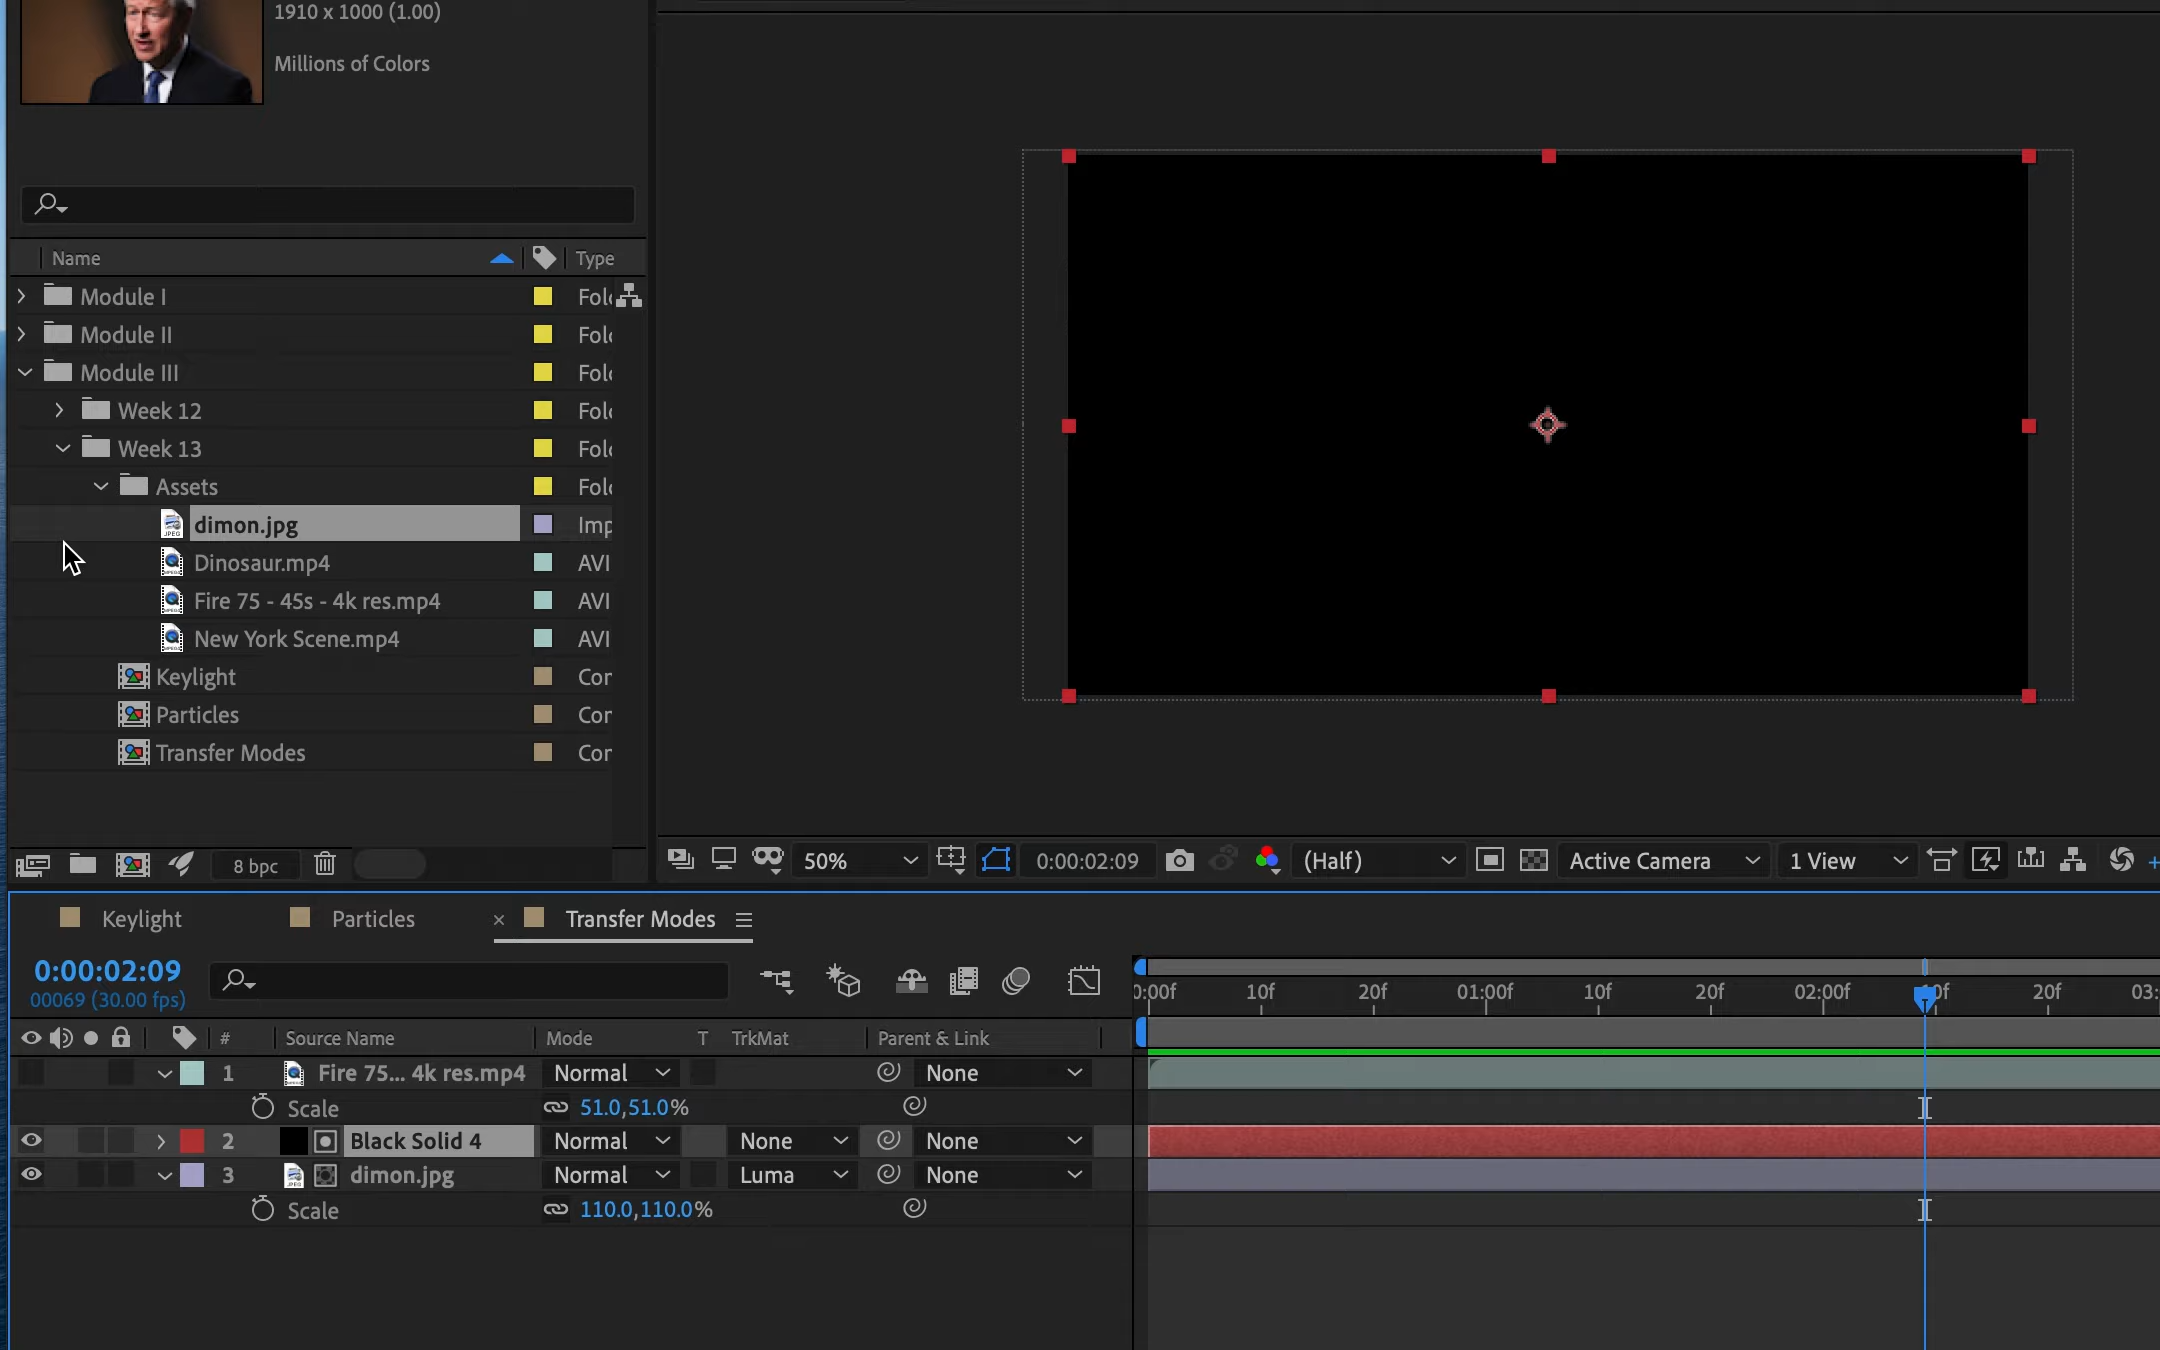 1910 x 1000 (1.00)
Millions of Colors
Name Type
Module I Fol
Module II Fol
Module III Fol
Week 12 Fol
Week 13 Fol
Assets Fol
dimon.jpg Imp
Dinosaur.mp4 AVI
Fire 75 - 45s - 4k res.mp4 AVI
New York Scene.mp4 AVI
Keylight Cor
Particles Cor
Transfer Modes Cor
8 bpc
50% 0:00:02:09 (Half) Active Camera 1 View
Keylight Particles × Transfer Modes
0:00:02:09
00069 (30.00 fps)
0:00f 10f 20f 01:00f 10f 20f 02:00f 10f 20f 03:
# Source Name Mode T TrkMat Parent & Link
1 Fire 75... 4k res.mp4 Normal None
Scale 51.0,51.0%
2 Black Solid 4 Normal None None
3 dimon.jpg Normal Luma None
Scale 110.0,110.0%